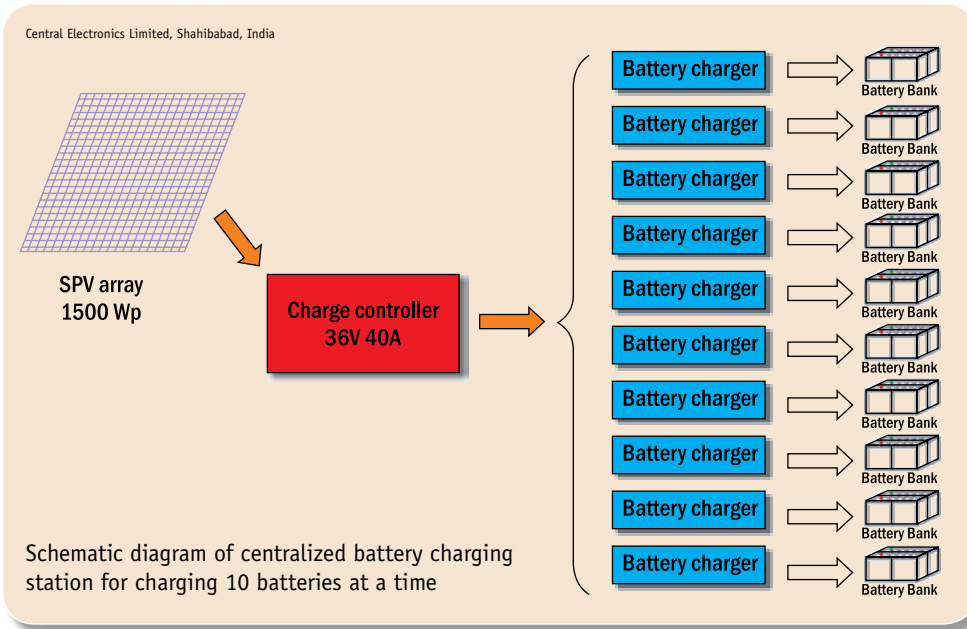 Central Electronics Limited, Shahibabad, India
SPV array
1500 Wp
Charge controller
36V 40A
Battery charger
Battery Bank
Battery charger
Battery Bank
Battery charger
Battery Bank
Battery charger
Battery Bank
Battery charger
Battery Bank
Battery charger
Battery Bank
Battery charger
Battery Bank
Battery charger
Battery Bank
Battery charger
Battery Bank
Battery charger
Battery Bank
Schematic diagram of centralized battery charging
station for charging 10 batteries at a time